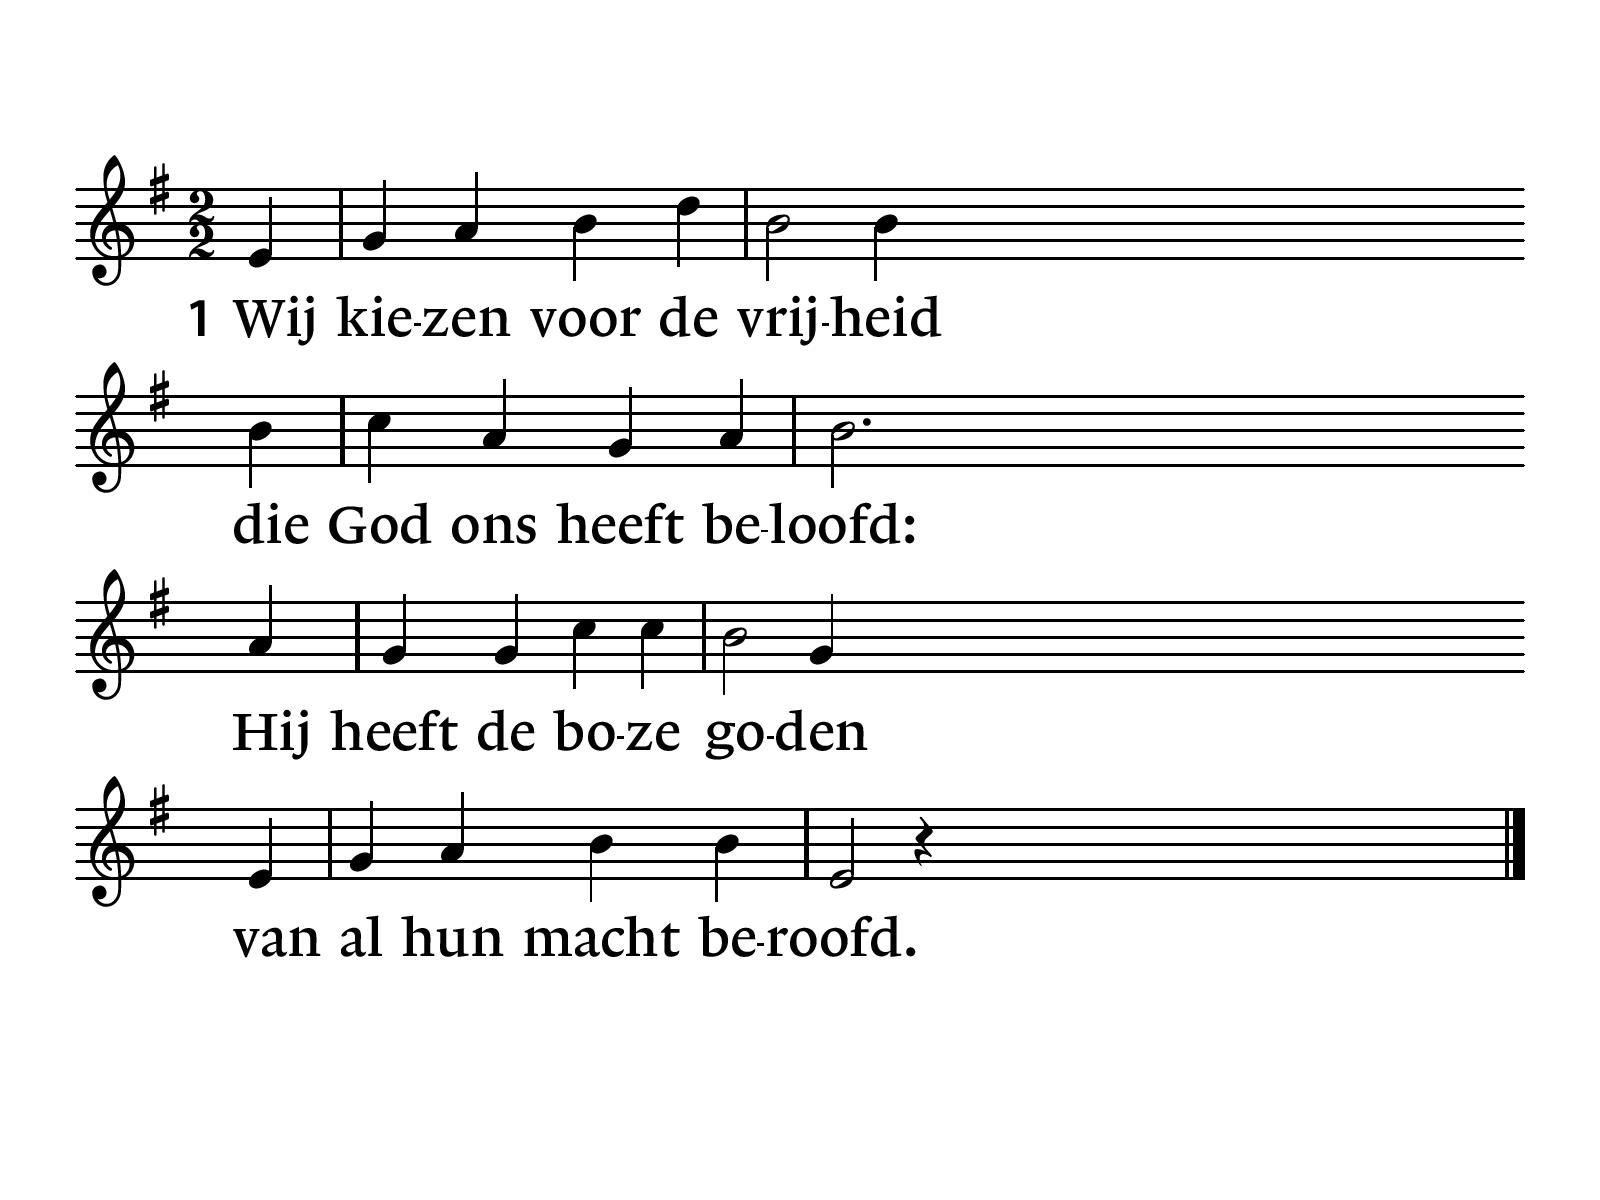 1 Wij kie-zen voor de vrij-heid
die God ons heeft be-loofd:
Hij heeft de bo-ze go-den
van al hun macht be-roofd.